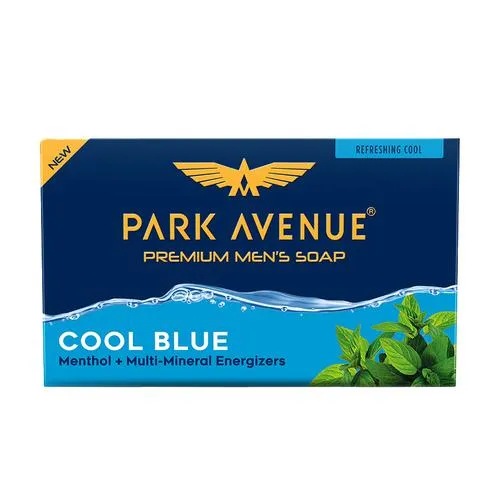 NEW
REFRESHING COOL
PARK AVENUE®
PREMIUM MEN'S SOAP
COOL BLUE
Menthol + Multi-Mineral Energizers